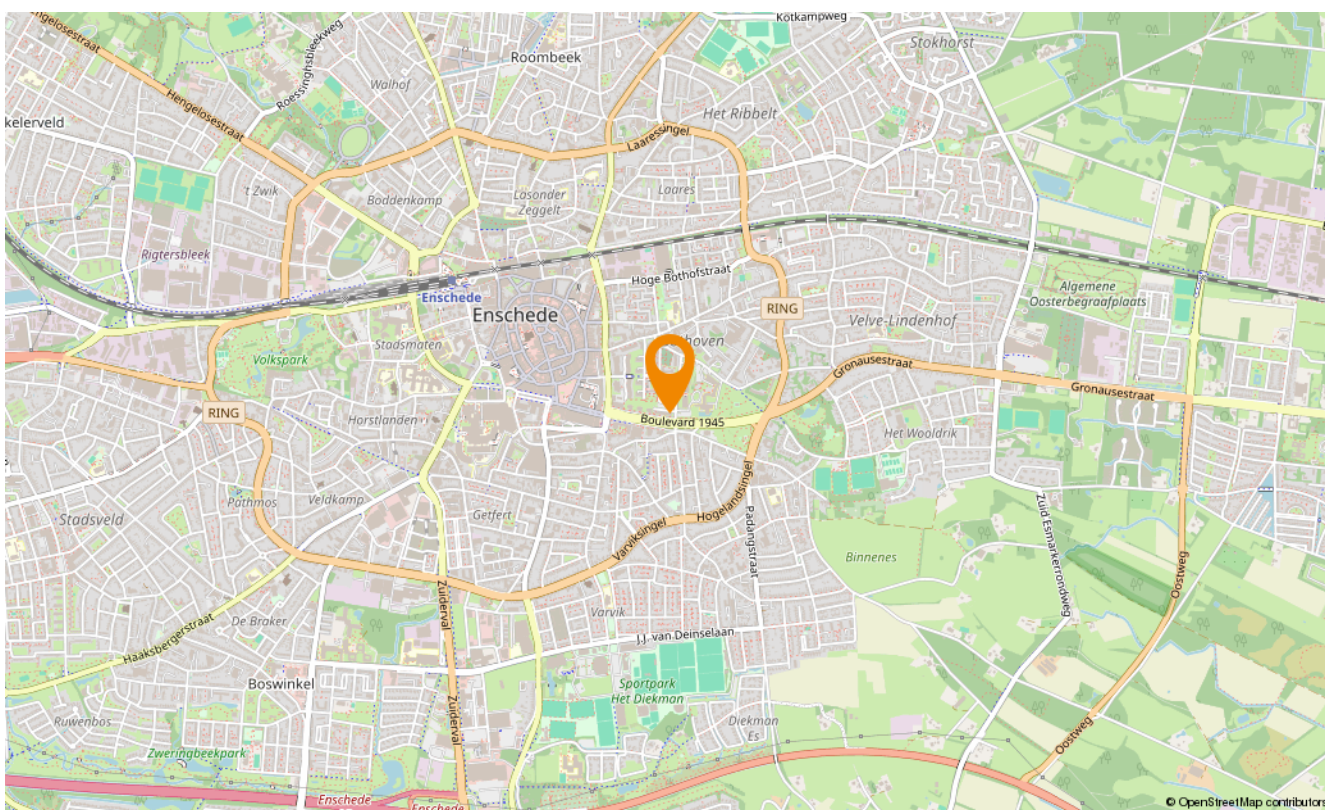 Kotkampweg
Hengelosestraat
Roessinghsbleekweg
Roombeek
Stokhorst
Walhof
Hengelosestraat
Het Ribbelt
kelerveld
Laaressingel
't Zwik
Boddenkamp
Lasonder
Zeggelt
Laares
Rigtersbleek
Hoge Bothofstraat
Enschede
Algemene
Oosterbegraafplaats
Enschede
RING
Velve-Lindenhof
Stadsmaten
hoven
Volkspark
Gronausestraat
Gronausestraat
RING
Horstlanden
Boulevard 1945
Het Wooldrik
Pathmos
Veldkamp
Stadsveld
Getfert
Hogelandsingel
Varviksingel
Padangstraat
Zuid Esmarkerrondweg
Binnenes
Oostweg
Zuiderval
Varvik
De Braker
Haaksbergerstraat
J.J. van Deinselaan
Boswinkel
Sportpark
Het Diekman
Zuiderval
Ruwenbos
Diekman
Es
Oostweg
Zweringbeekpark
Enschede
Enschede
© OpenStreetMap contributors